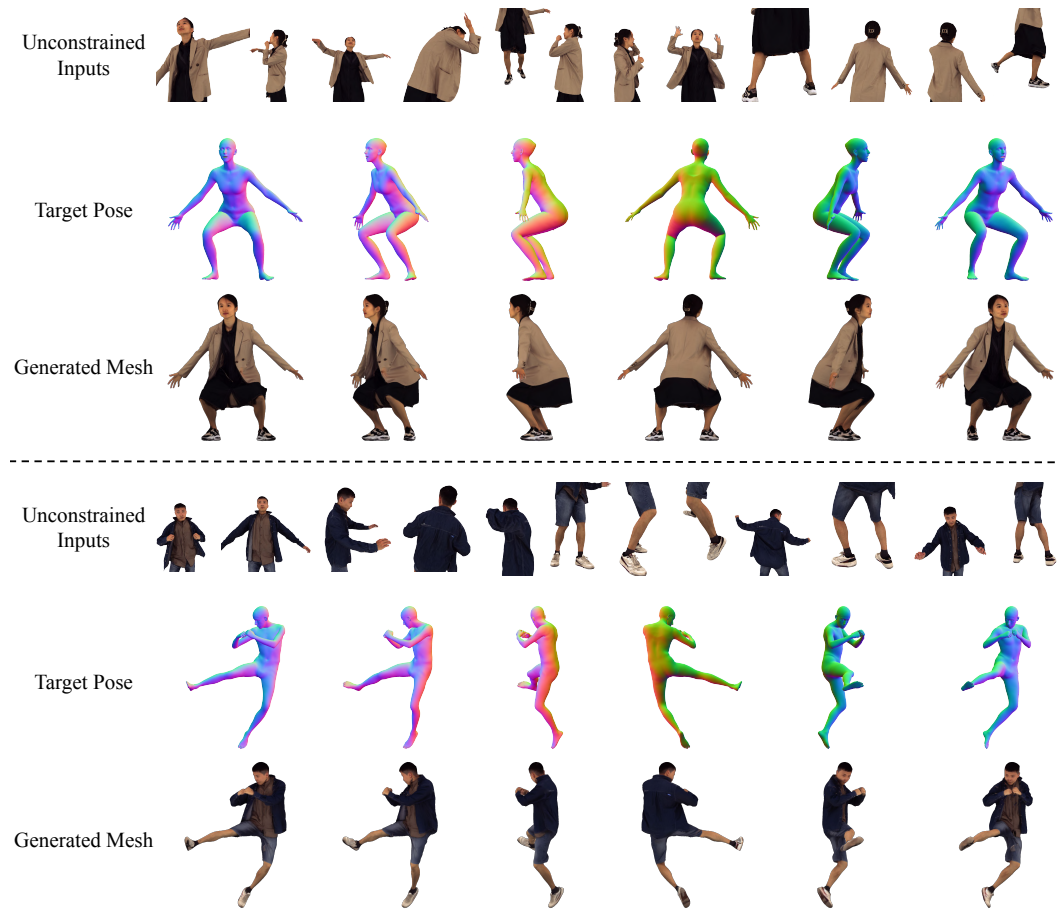 Unconstrained
Inputs
Target Pose
Generated Mesh
Unconstrained
Inputs
Target Pose
Generated Mesh